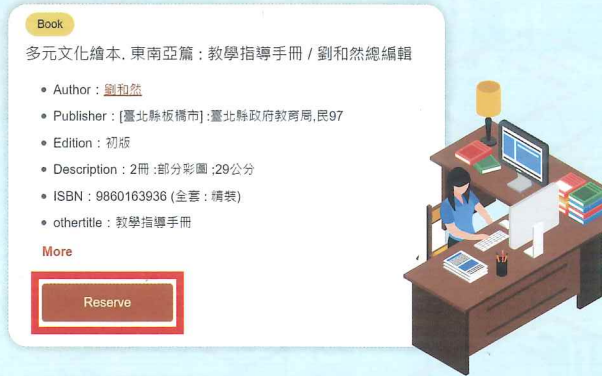 Book
多元文化繪本. 東南亞篇 : 教學指導手冊 / 劉和然總編輯
Author : 劉和然
Publisher : [臺北縣板橋市] :臺北縣政府教育局,民97
Edition : 初版
Description : 2冊 :部分彩圖 ;29公分
ISBN : 9860163936 (全套 : 精裝)
othertitle : 教學指導手冊
More
Reserve